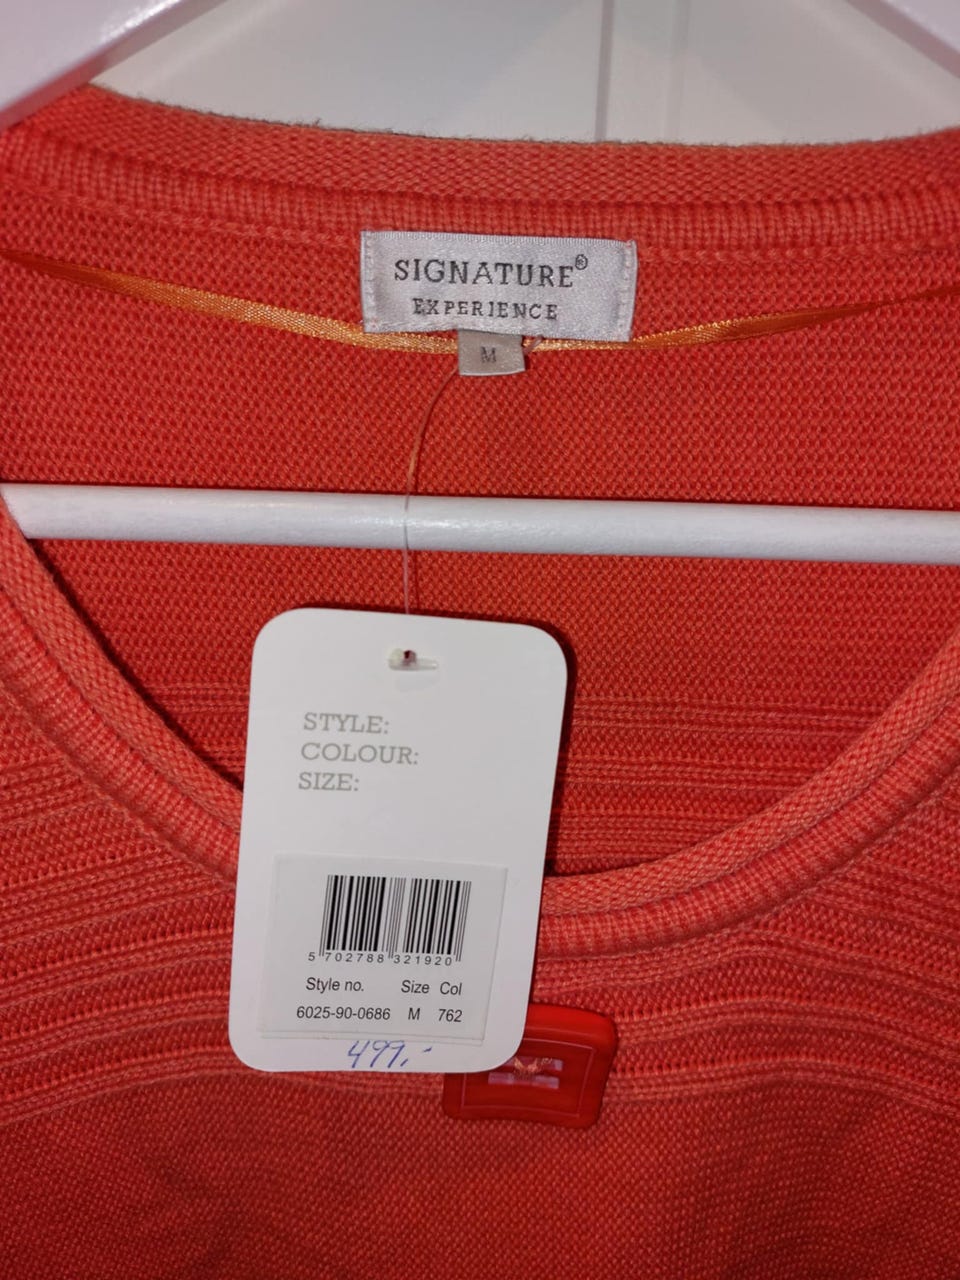 SIGNATURE®
EXPERIENCE
M
STYLE:
COLOUR:
SIZE:
5 702788 321920
Style no. Size Col
6025-90-0686 M 762
499,-